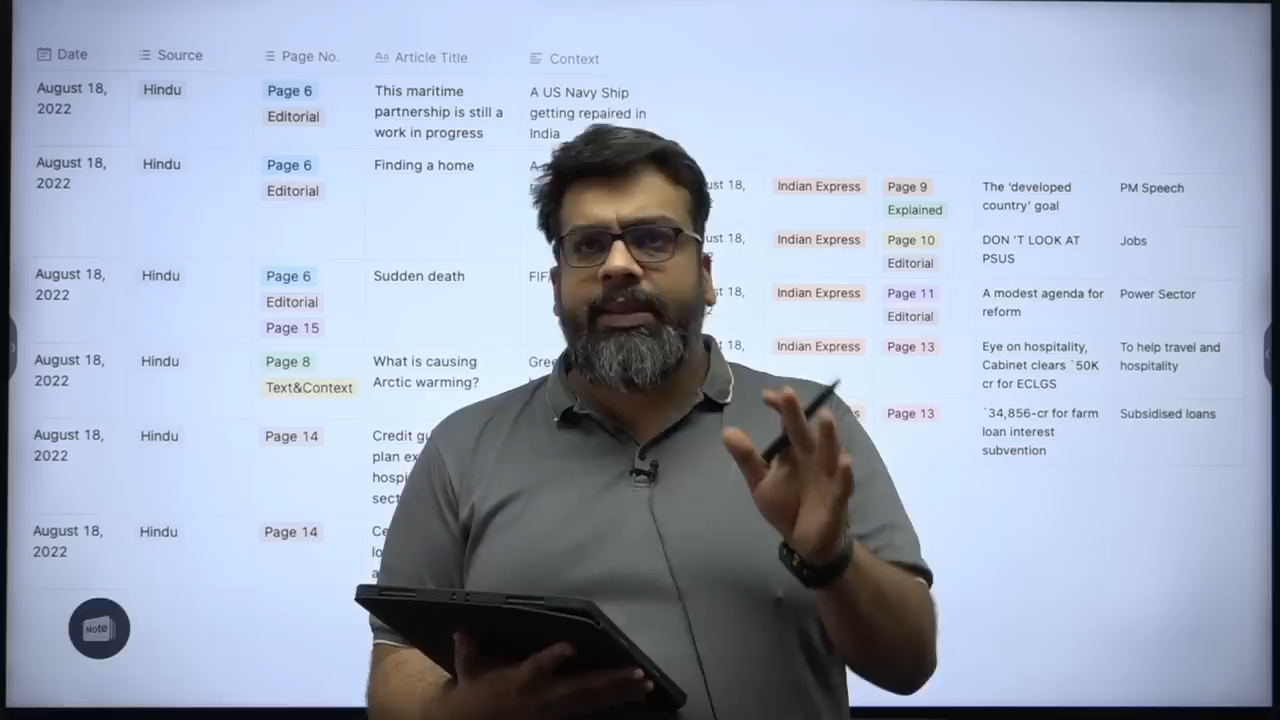 Date Source Page No. Article Title Context
August 18, Hindu Page 6 This maritime A US Navy Ship
2022 Editorial partnership is still a getting repaired in
work in progress India
August 18, Hindu Page 6 Finding a home
2022 Editorial
August 18, Hindu Page 6 Sudden death
2022 Editorial
Page 15
August 18, Hindu Page 8 What is causing
2022 Text&Context Arctic warming?
August 18, Hindu Page 14 Credit
2022 plan
August 18, Hindu Page 14
2022
18, Indian Express Page 9 The 'developed PM Speech
Explained country' goal
18, Indian Express Page 10 DON 'T LOOK AT Jobs
Editorial PSUS
18, Indian Express Page 11 A modest agenda for Power Sector
Editorial reform
18, Indian Express Page 13 Eye on hospitality, To help travel and
Cabinet clears `50K hospitality
cr for ECLGS
Page 13 `34,856-cr for farm Subsidised loans
loan interest
subvention
Note